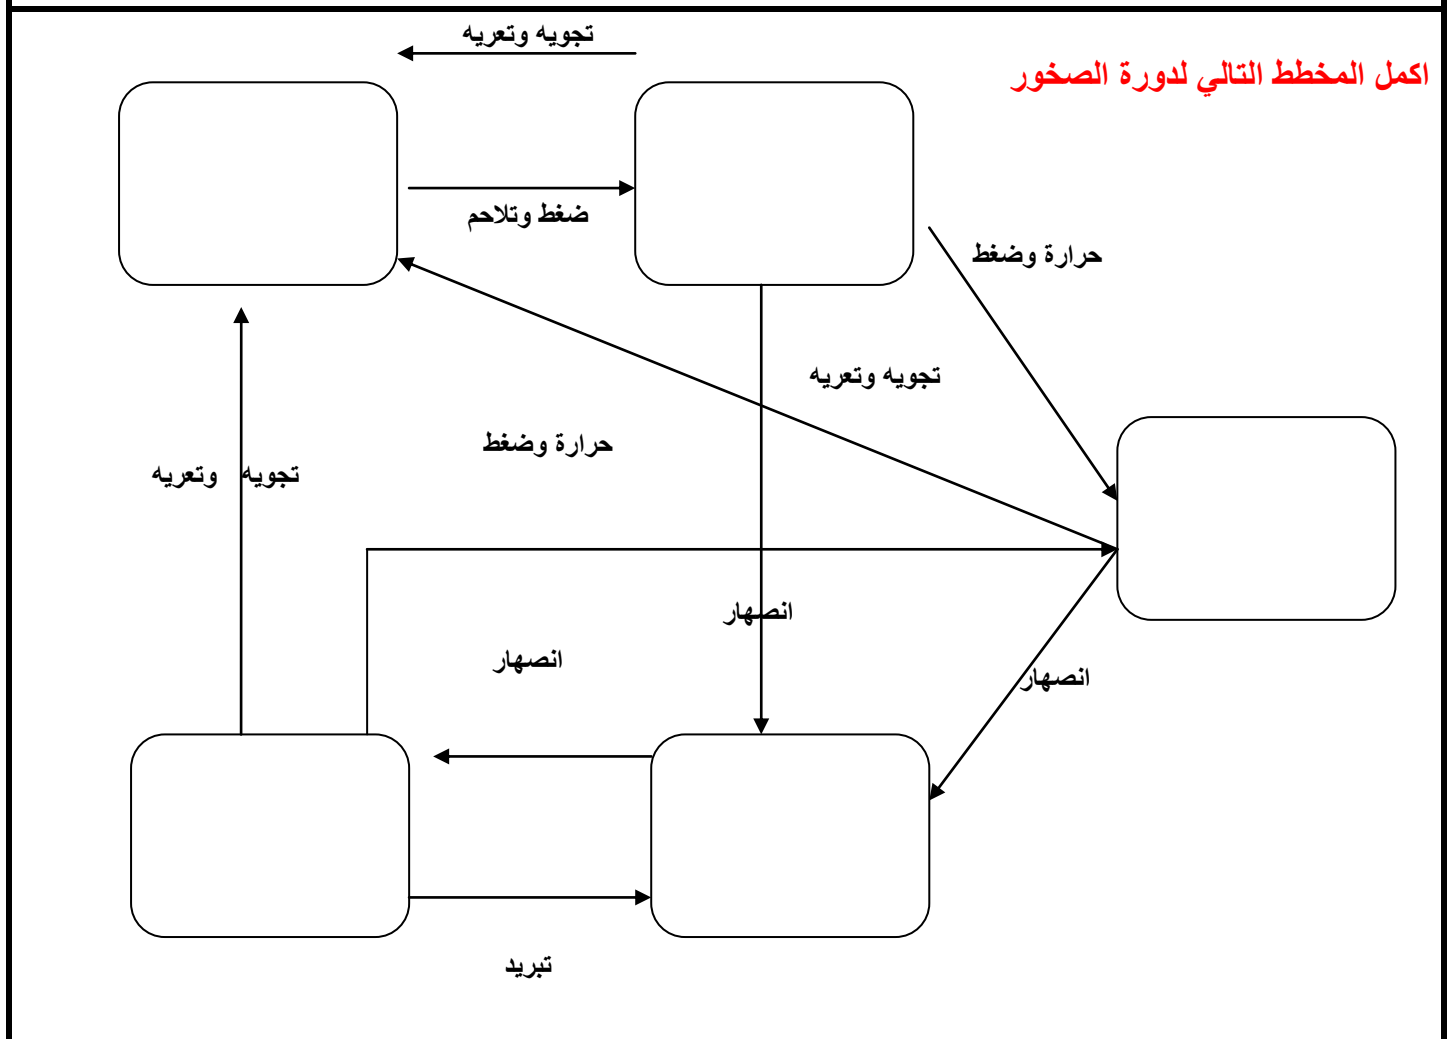 تجويه وتعريه
اكمل المخطط التالي لدورة الصخور
ضغط وتلاحم
حرارة وضغط
تجويه وتعريه
حرارة وضغط
تجويه وتعريه
انصهار
انصهار
انصهار
تبريد